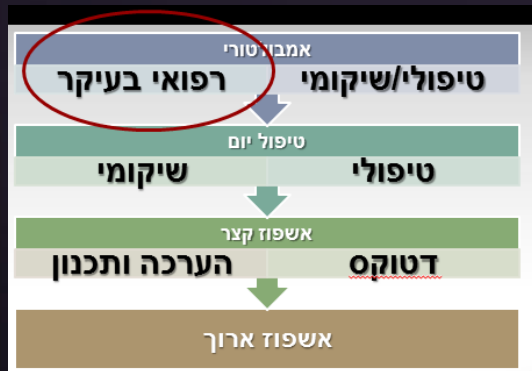 אמבולטורי
טיפולי/שיקומי רפואי בעיקר
טיפול יום
טיפולי שיקומי
אשפוז קצר
דטוקס הערכה ותכנון
אשפוז ארוך